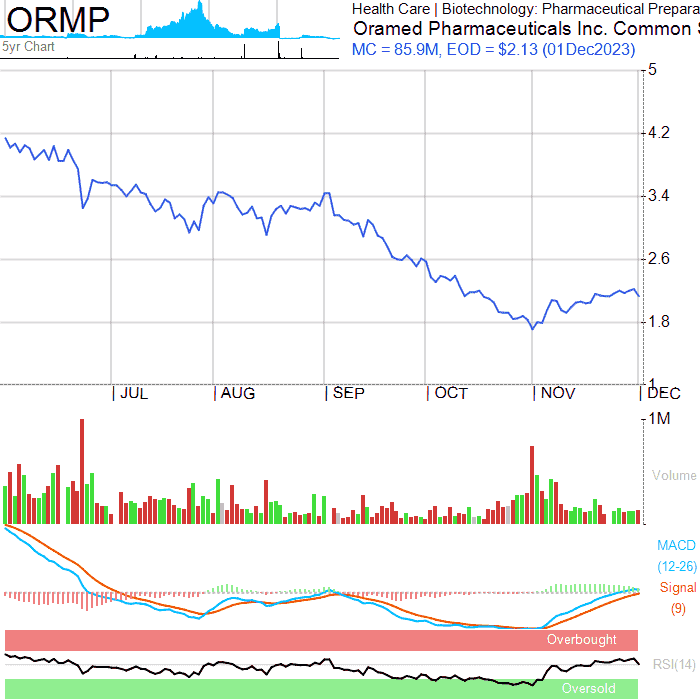 ORMP
Health Care | Biotechnology: Pharmaceutical Prepara
Oramed Pharmaceuticals Inc. Common S
5yr Chart
MC = 85.9M, EOD = $2.13 (01Dec2023)
5
4.2
3.4
2.6
1.8
1
JUL AUG SEP OCT NOV DEC
1M
Volume
MACD
(12-26)
Signal
(9)
Overbought
RSI(14)
Oversold